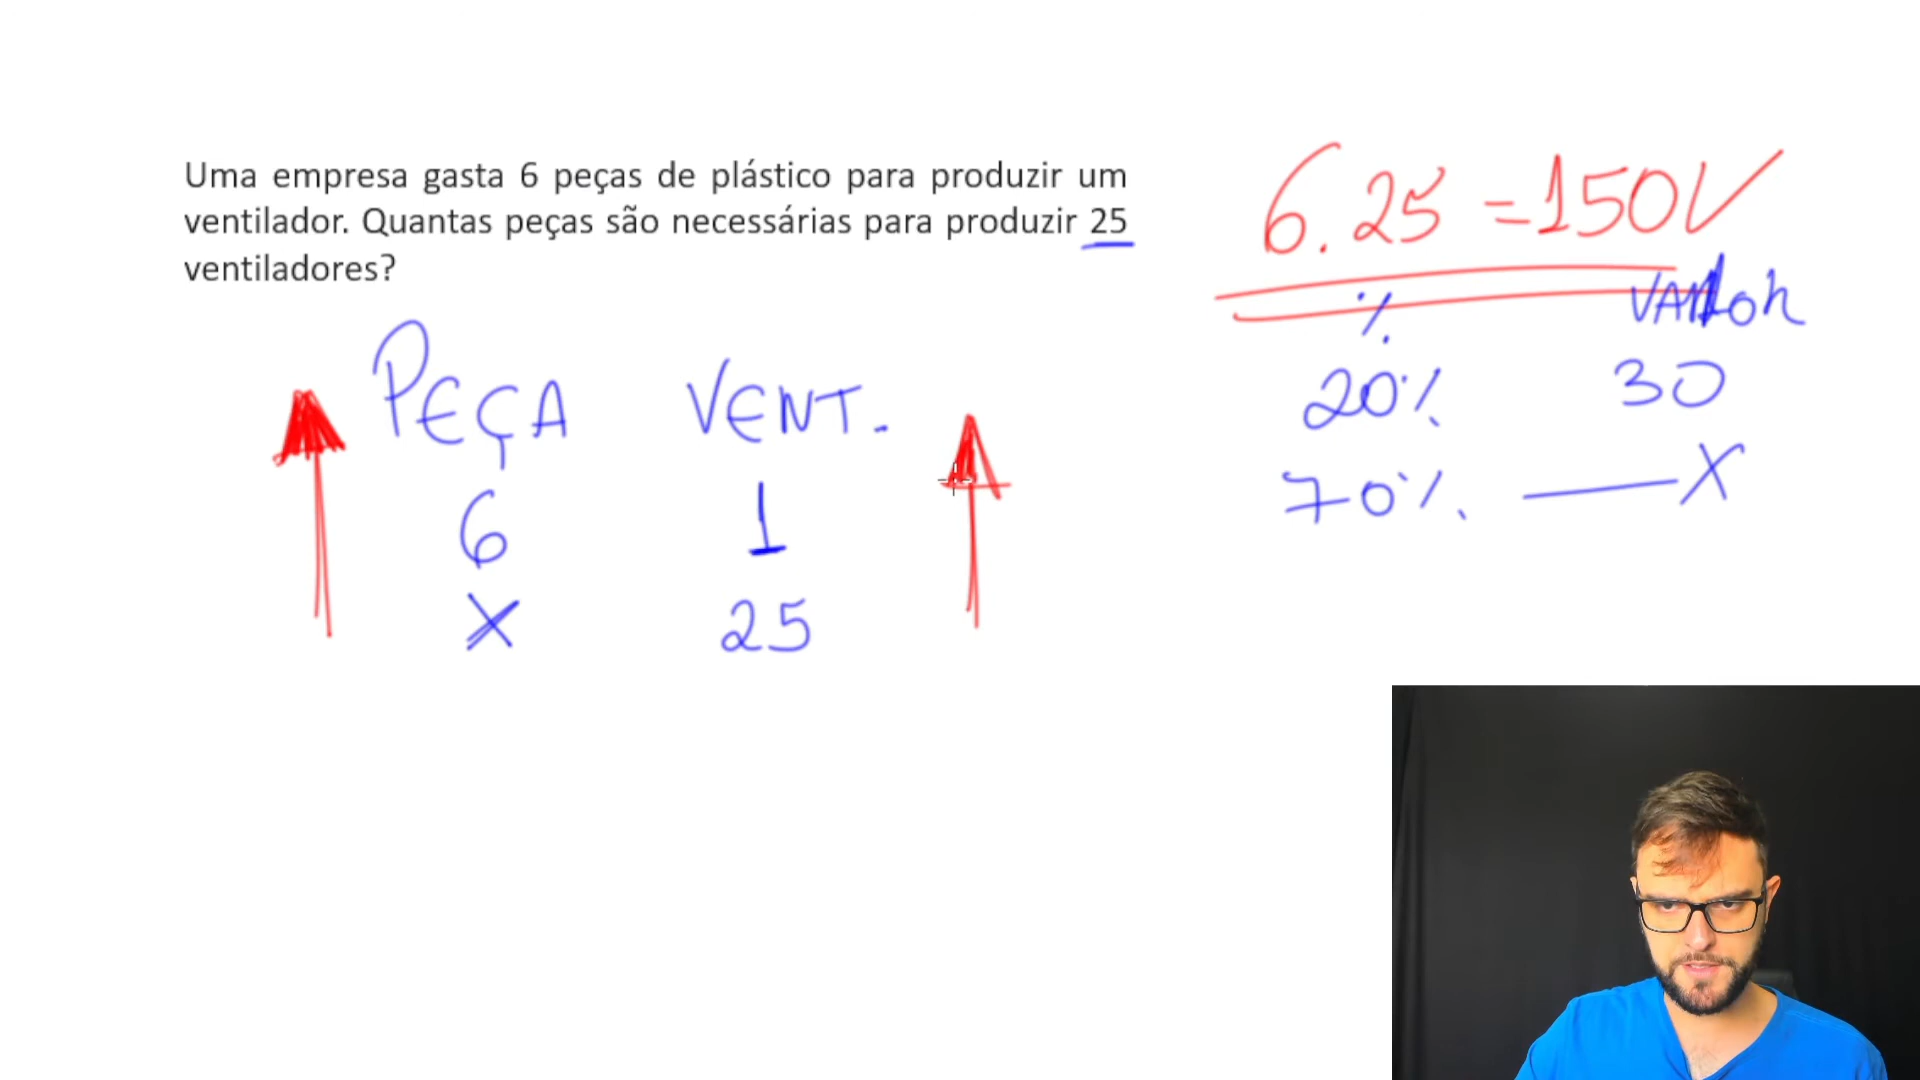 Uma empresa gasta 6 peças de plástico para produzir um
ventilador. Quantas peças são necessárias para produzir 25
ventiladores?
6.25 = 150
% VALOR
20% 30
70% X
PEÇA VENT.
6 1
X 25